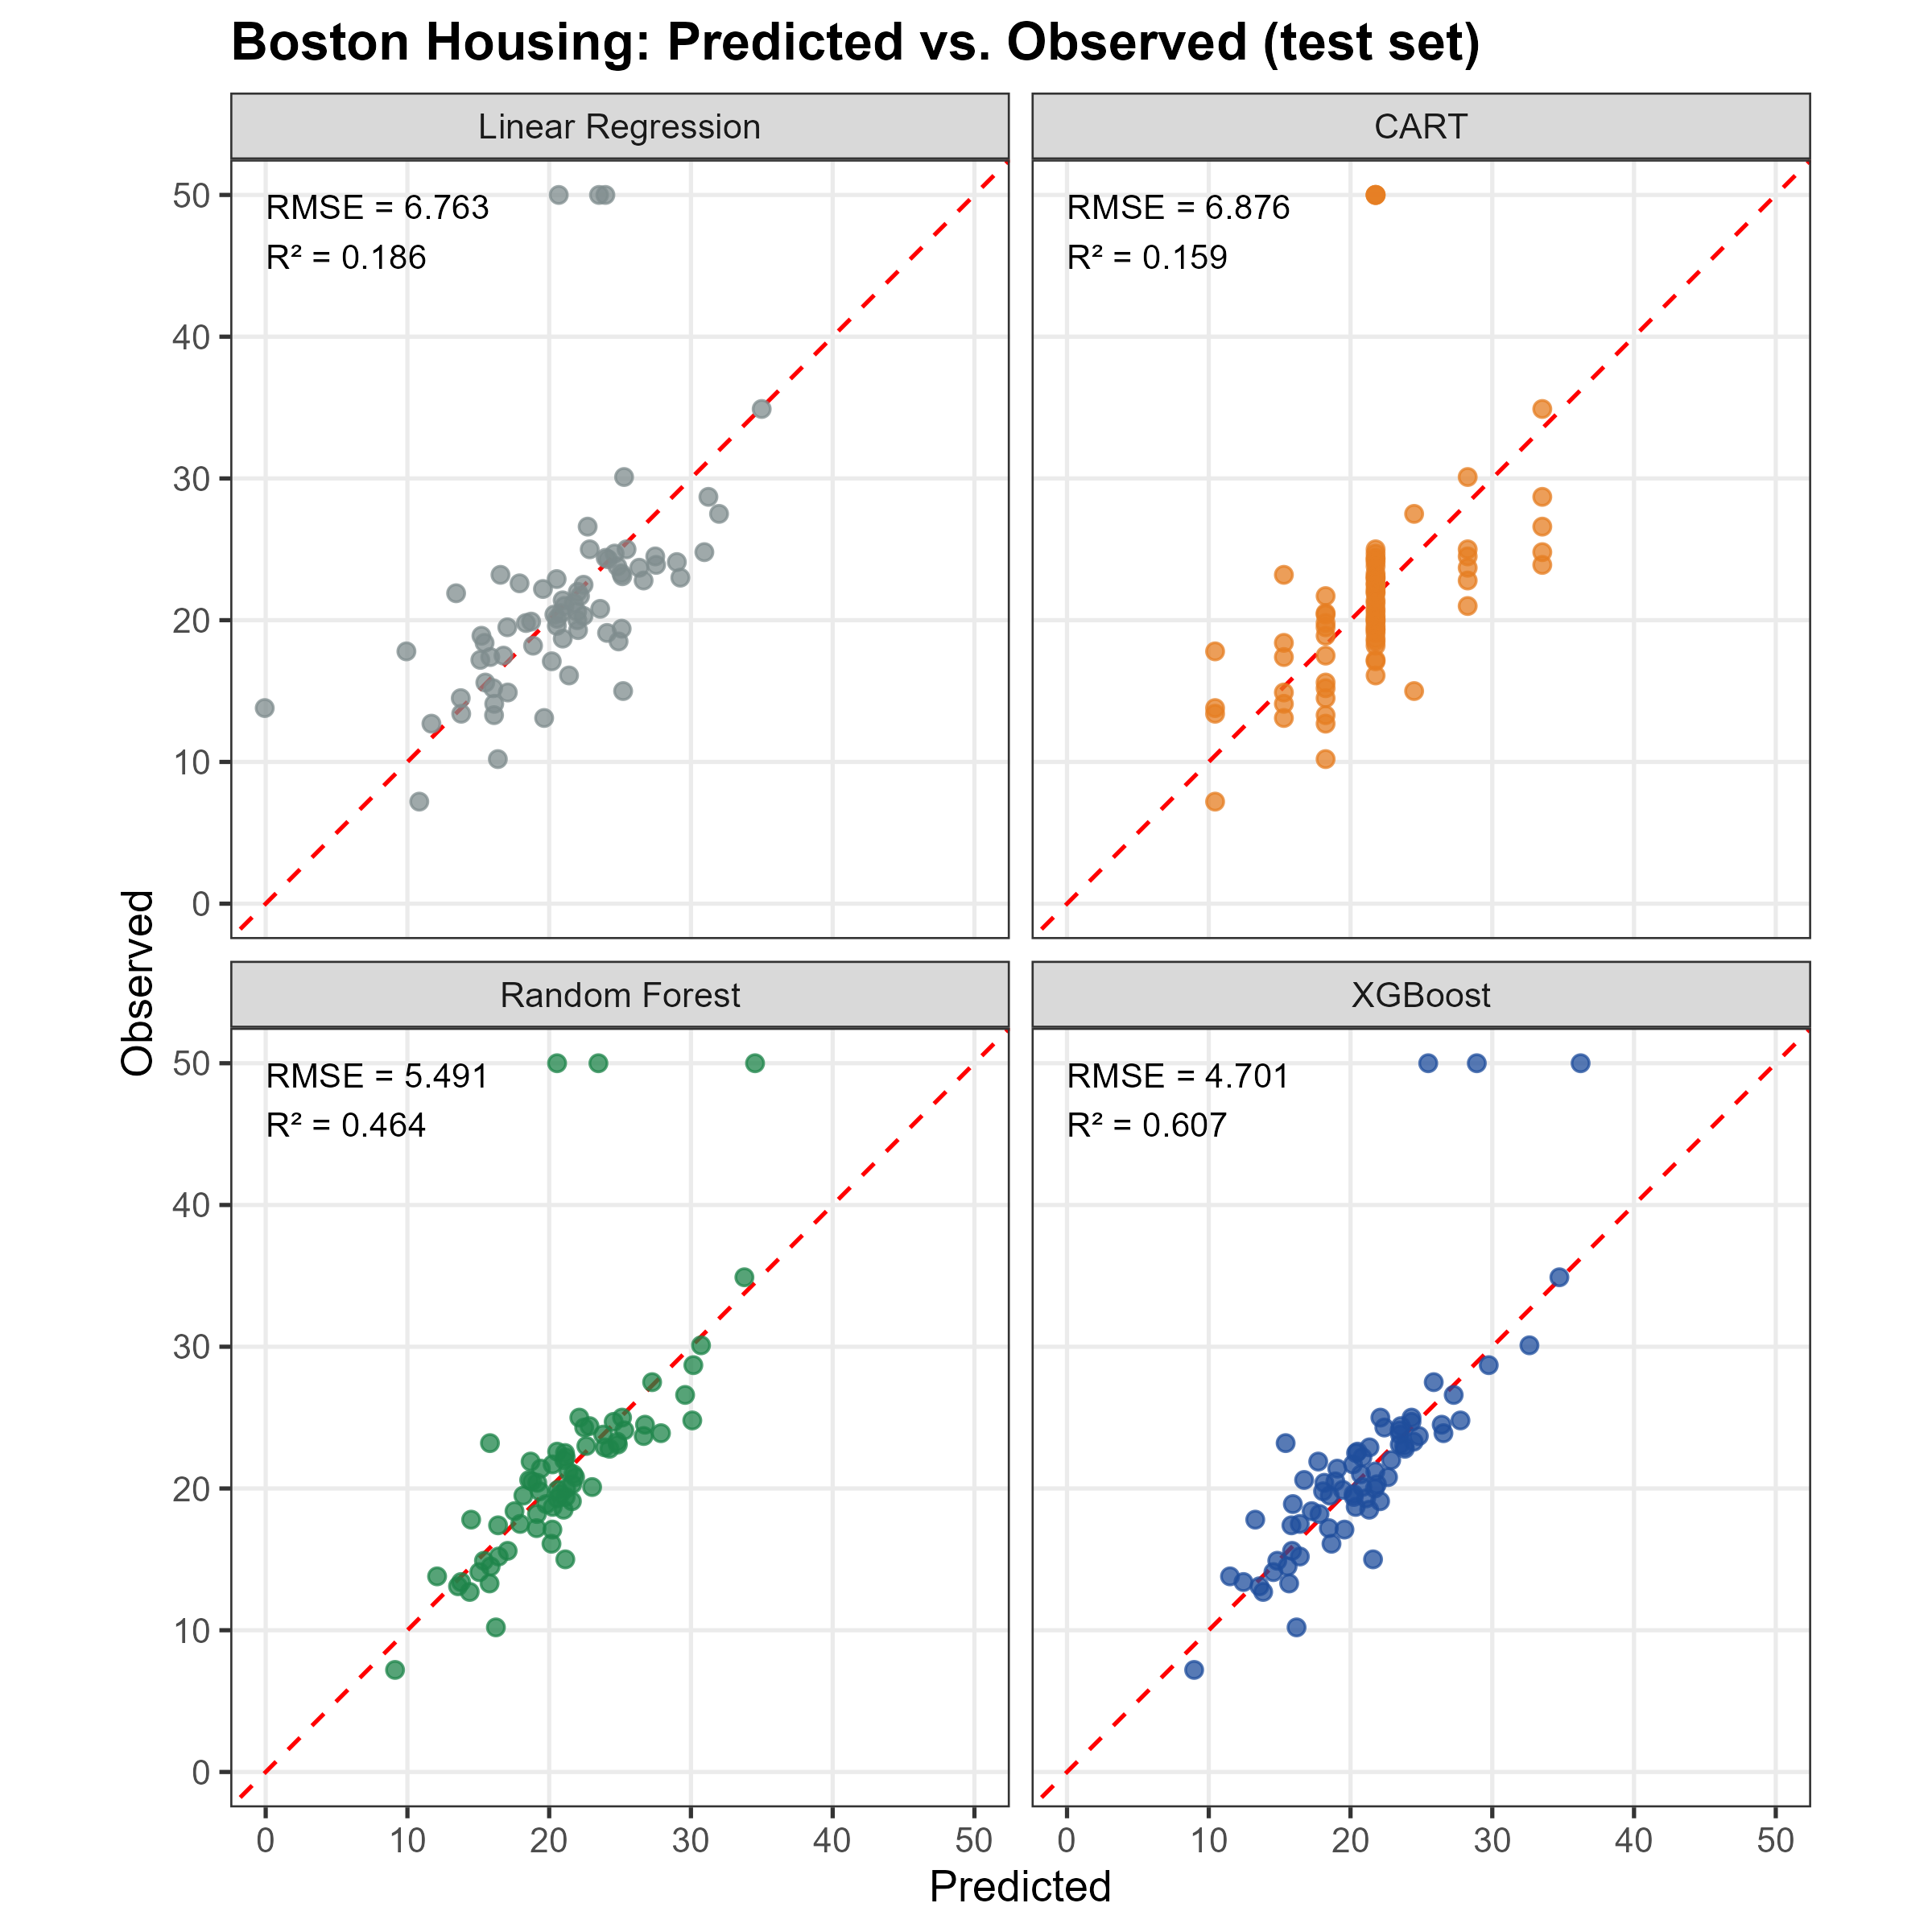 Boston Housing: Predicted vs. Observed (test set)
Linear Regression
CART
50
40
30
20
10
0
RMSE = 6.763
R² = 0.186
RMSE = 6.876
R² = 0.159
Observed
Random Forest
XGBoost
50
40
30
20
10
0
RMSE = 5.491
R² = 0.464
RMSE = 4.701
R² = 0.607
0 10 20 30 40 50
0 10 20 30 40 50
Predicted